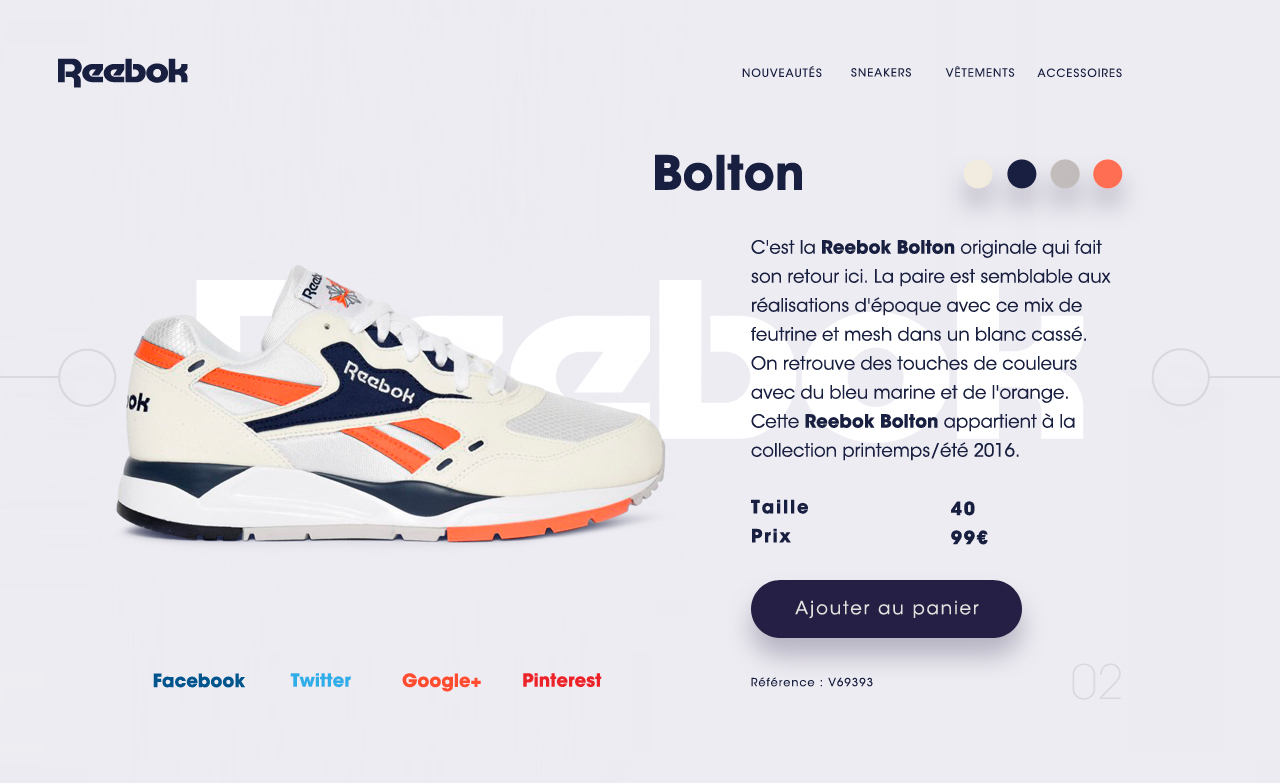 Reebok
NOUVEAUTÉS SNEAKERS VÊTEMENTS ACCESSOIRES
Bolton
Reebok
C'est la Reebok Bolton originale qui fait
son retour ici. La paire est semblable aux
réalisations d'époque avec ce mix de
feutrine et mesh dans un blanc cassé.
On retrouve des touches de couleurs
avec du bleu marine et de l'orange.
Cette Reebok Bolton appartient à la
collection printemps/été 2016.
Reebok
Reebok
ok
Taille 40
Prix 99€
Ajouter au panier
Facebook Twitter Google+ Pinterest
Référence : V69393
02